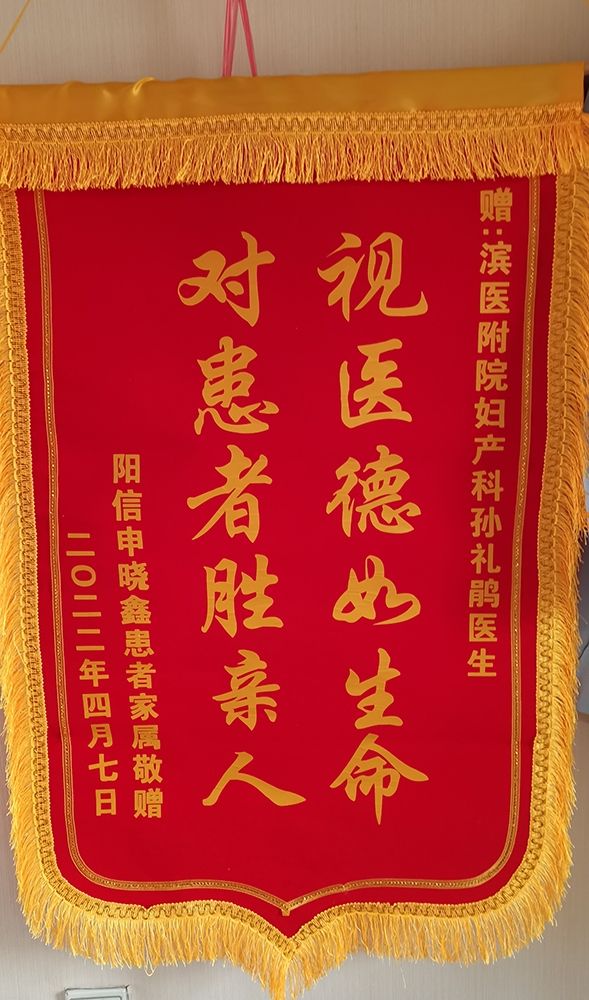 赠:滨医附院妇产科孙礼鹃医生
视医德如生命
对患者胜亲人
阳信申晓鑫患者家属敬赠
二〇二二年四月七日